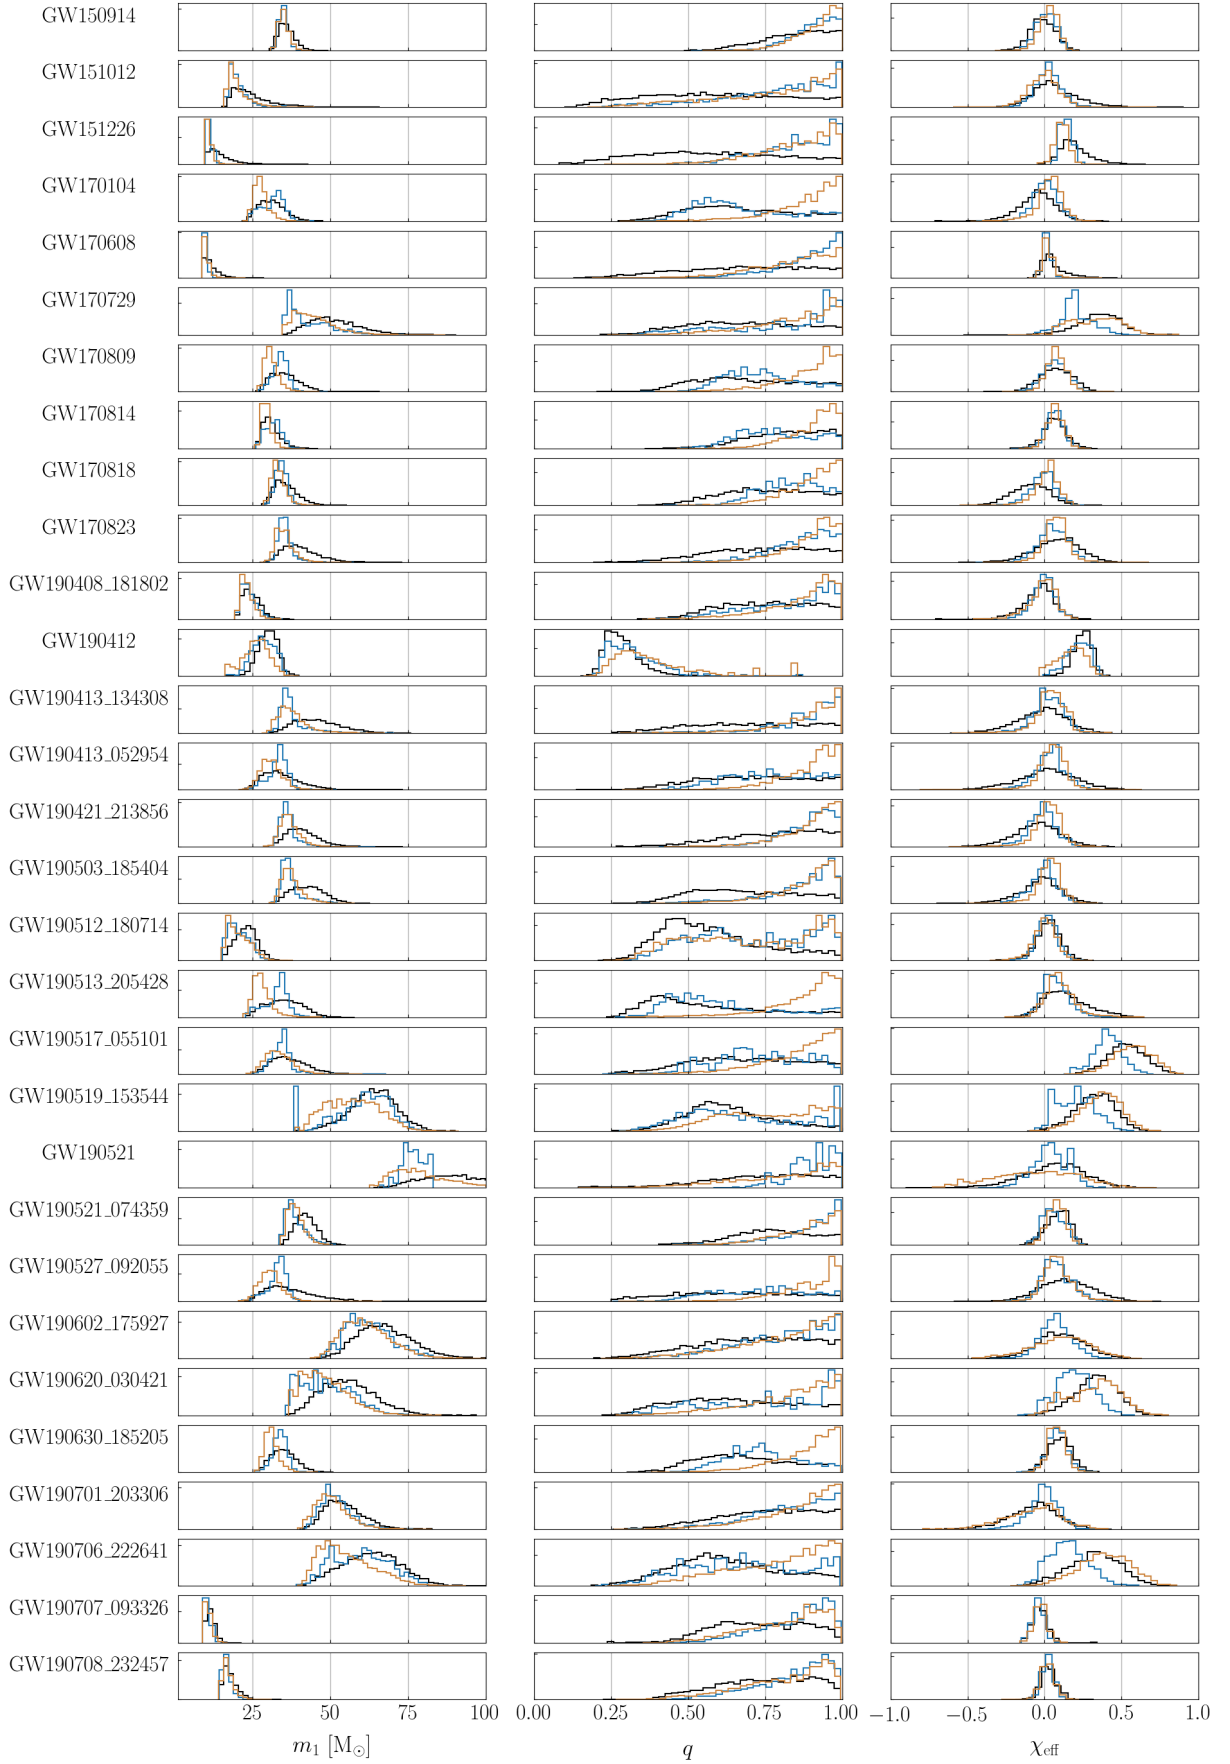 GW150914
GW151012
GW151226
GW170104
GW170608
GW170729
GW170809
GW170814
GW170818
GW170823
GW190408_181802
GW190412
GW190413_134308
GW190413_052954
GW190421_213856
GW190503_185404
GW190512_180714
GW190513_205428
GW190517_055101
GW190519_153544
GW190521
GW190521_074359
GW190527_092055
GW190602_175927
GW190620_030421
GW190630_185205
GW190701_203306
GW190706_222641
GW190707_093326
GW190708_232457
25 50 75 100 0.00 0.25 0.50 0.75 1.00 −1.0 −0.5 0.0 0.5 1.0
m₁ [M⊙] q χeff